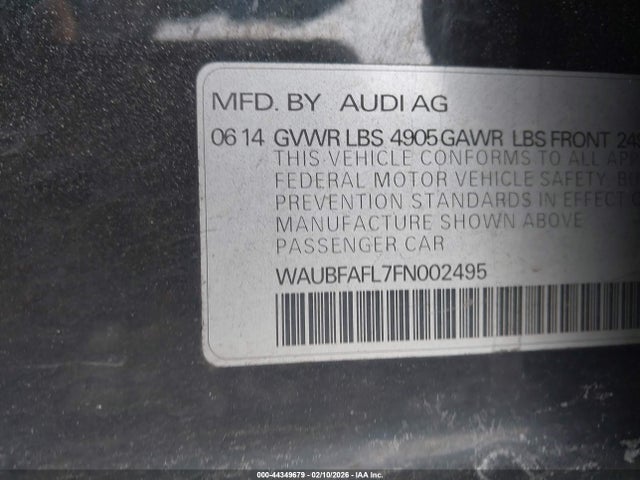 MFD. BY AUDI AG
06 14 GVWR LBS 4905 GAWR LBS FRONT
THIS VEHICLE CONFORMS TO ALL
FEDERAL MOTOR VEHICLE SAFETY,
PREVENTION STANDARDS IN EFFECT
MANUFACTURE SHOWN ABOVE
PASSENGER CAR
WAUBFAFL7FN002495
000-44349679 - 02/10/2026 - IAA Inc.